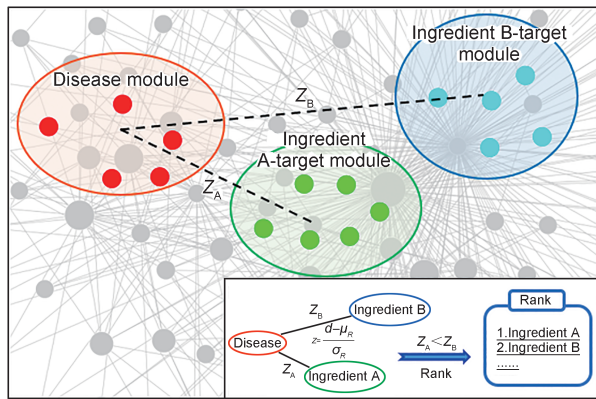 Disease module
Ingredient B-target
module
Z_B
Ingredient
A-target module
Z_A
Z_B
Ingredient B
Disease
z=(d−μ_R)/σ_R
Z_A
Ingredient A
Z_A<Z_B
Rank
Rank
1.Ingredient A
2.Ingredient B
......